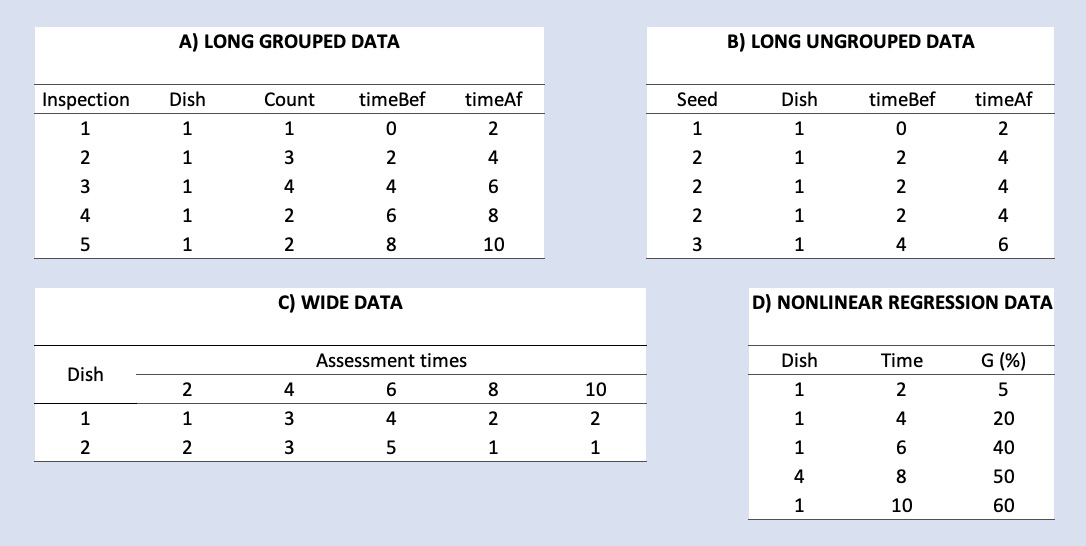 A) LONG GROUPED DATA
Inspection Dish Count timeBef timeAf
1 1 1 0 2
2 1 3 2 4
3 1 4 4 6
4 1 2 6 8
5 1 2 8 10
B) LONG UNGROUPED DATA
Seed Dish timeBef timeAf
1 1 0 2
2 1 2 4
2 1 2 4
2 1 2 4
3 1 4 6
C) WIDE DATA
Dish Assessment times
2 4 6 8 10
1 1 3 4 2 2
2 2 3 5 1 1
D) NONLINEAR REGRESSION DATA
Dish Time G (%)
1 2 5
1 4 20
1 6 40
4 8 50
1 10 60